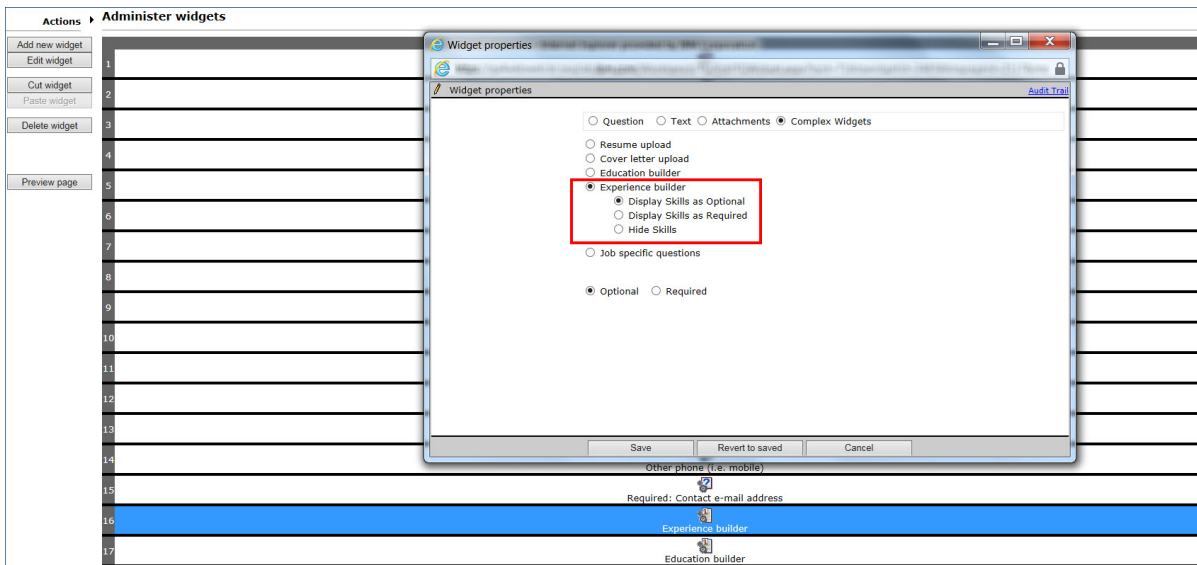 Actions
Administer widgets
Add new widget
Edit widget
Cut widget
Paste widget
Delete widget
Preview page
1
2
3
4
5
6
7
8
9
10
11
12
13
14
15
16
17
Widget properties
Widget properties
Audit Trail
Question Text Attachments Complex Widgets
Resume upload
Cover letter upload
Education builder
Experience builder
Display Skills as Optional
Display Skills as Required
Hide Skills
Job specific questions
Optional Required
Save Revert to saved Cancel
Other phone (i.e. mobile)
Required: Contact e-mail address
Experience builder
Education builder